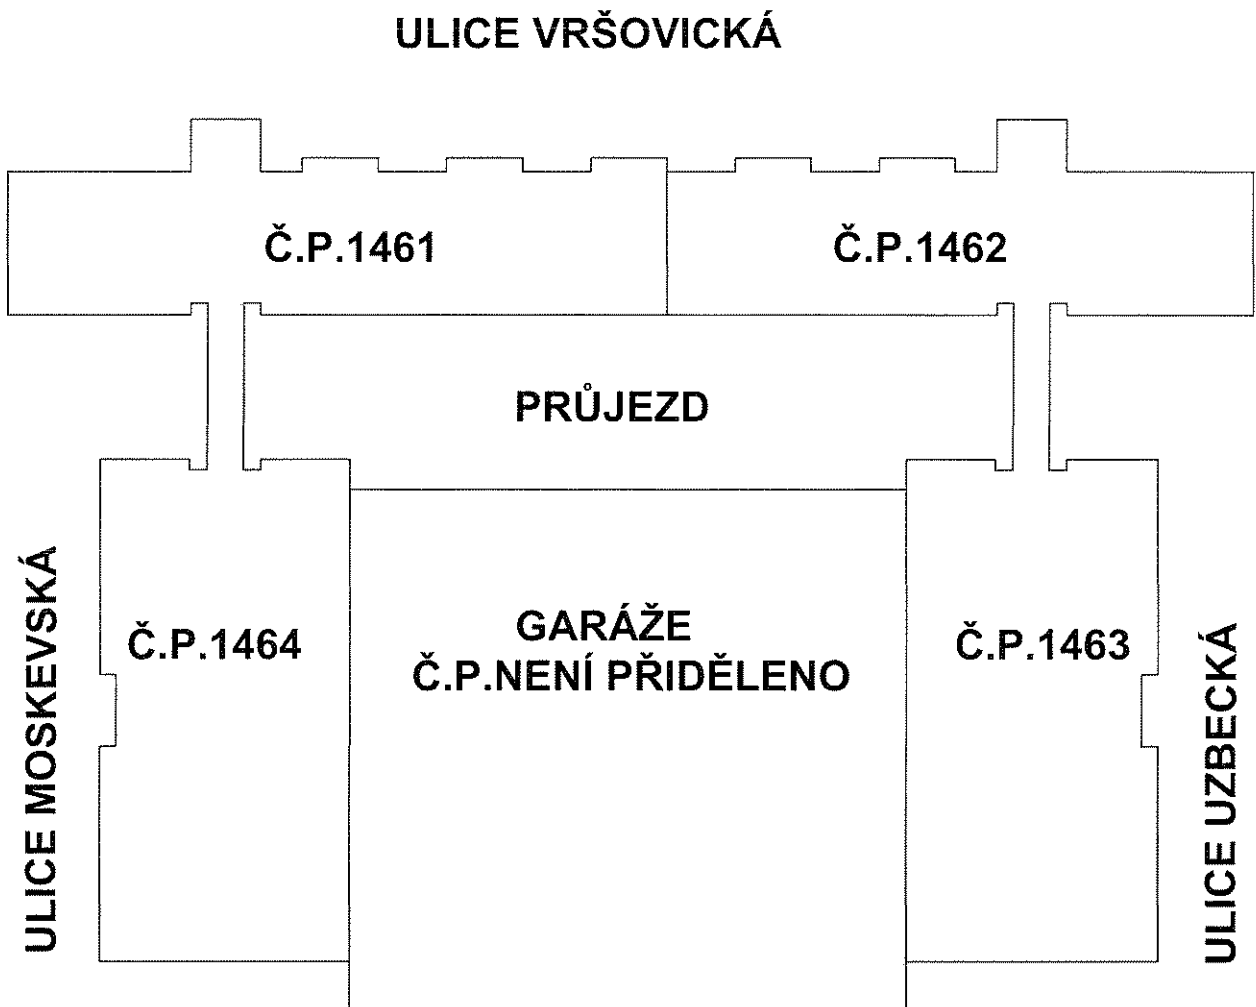 ULICE VRŠOVICKÁ
Č.P.1461
Č.P.1462
PRŮJEZD
ULICE MOSKEVSKÁ
Č.P.1464
GARÁŽE
Č.P.NENÍ PŘIDĚLENO
Č.P.1463
ULICE UZBECKÁ